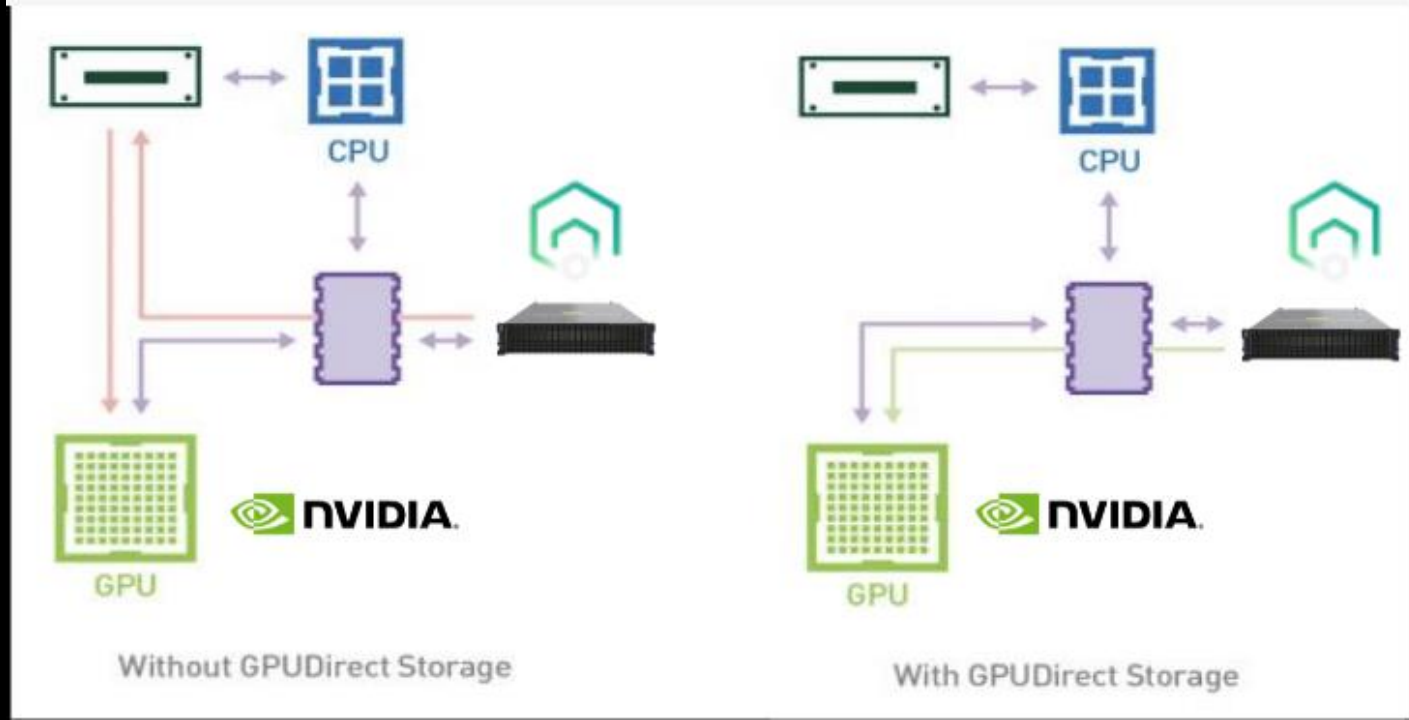 CPU
NVIDIA.
GPU
Without GPUDirect Storage
CPU
NVIDIA.
GPU
With GPUDirect Storage